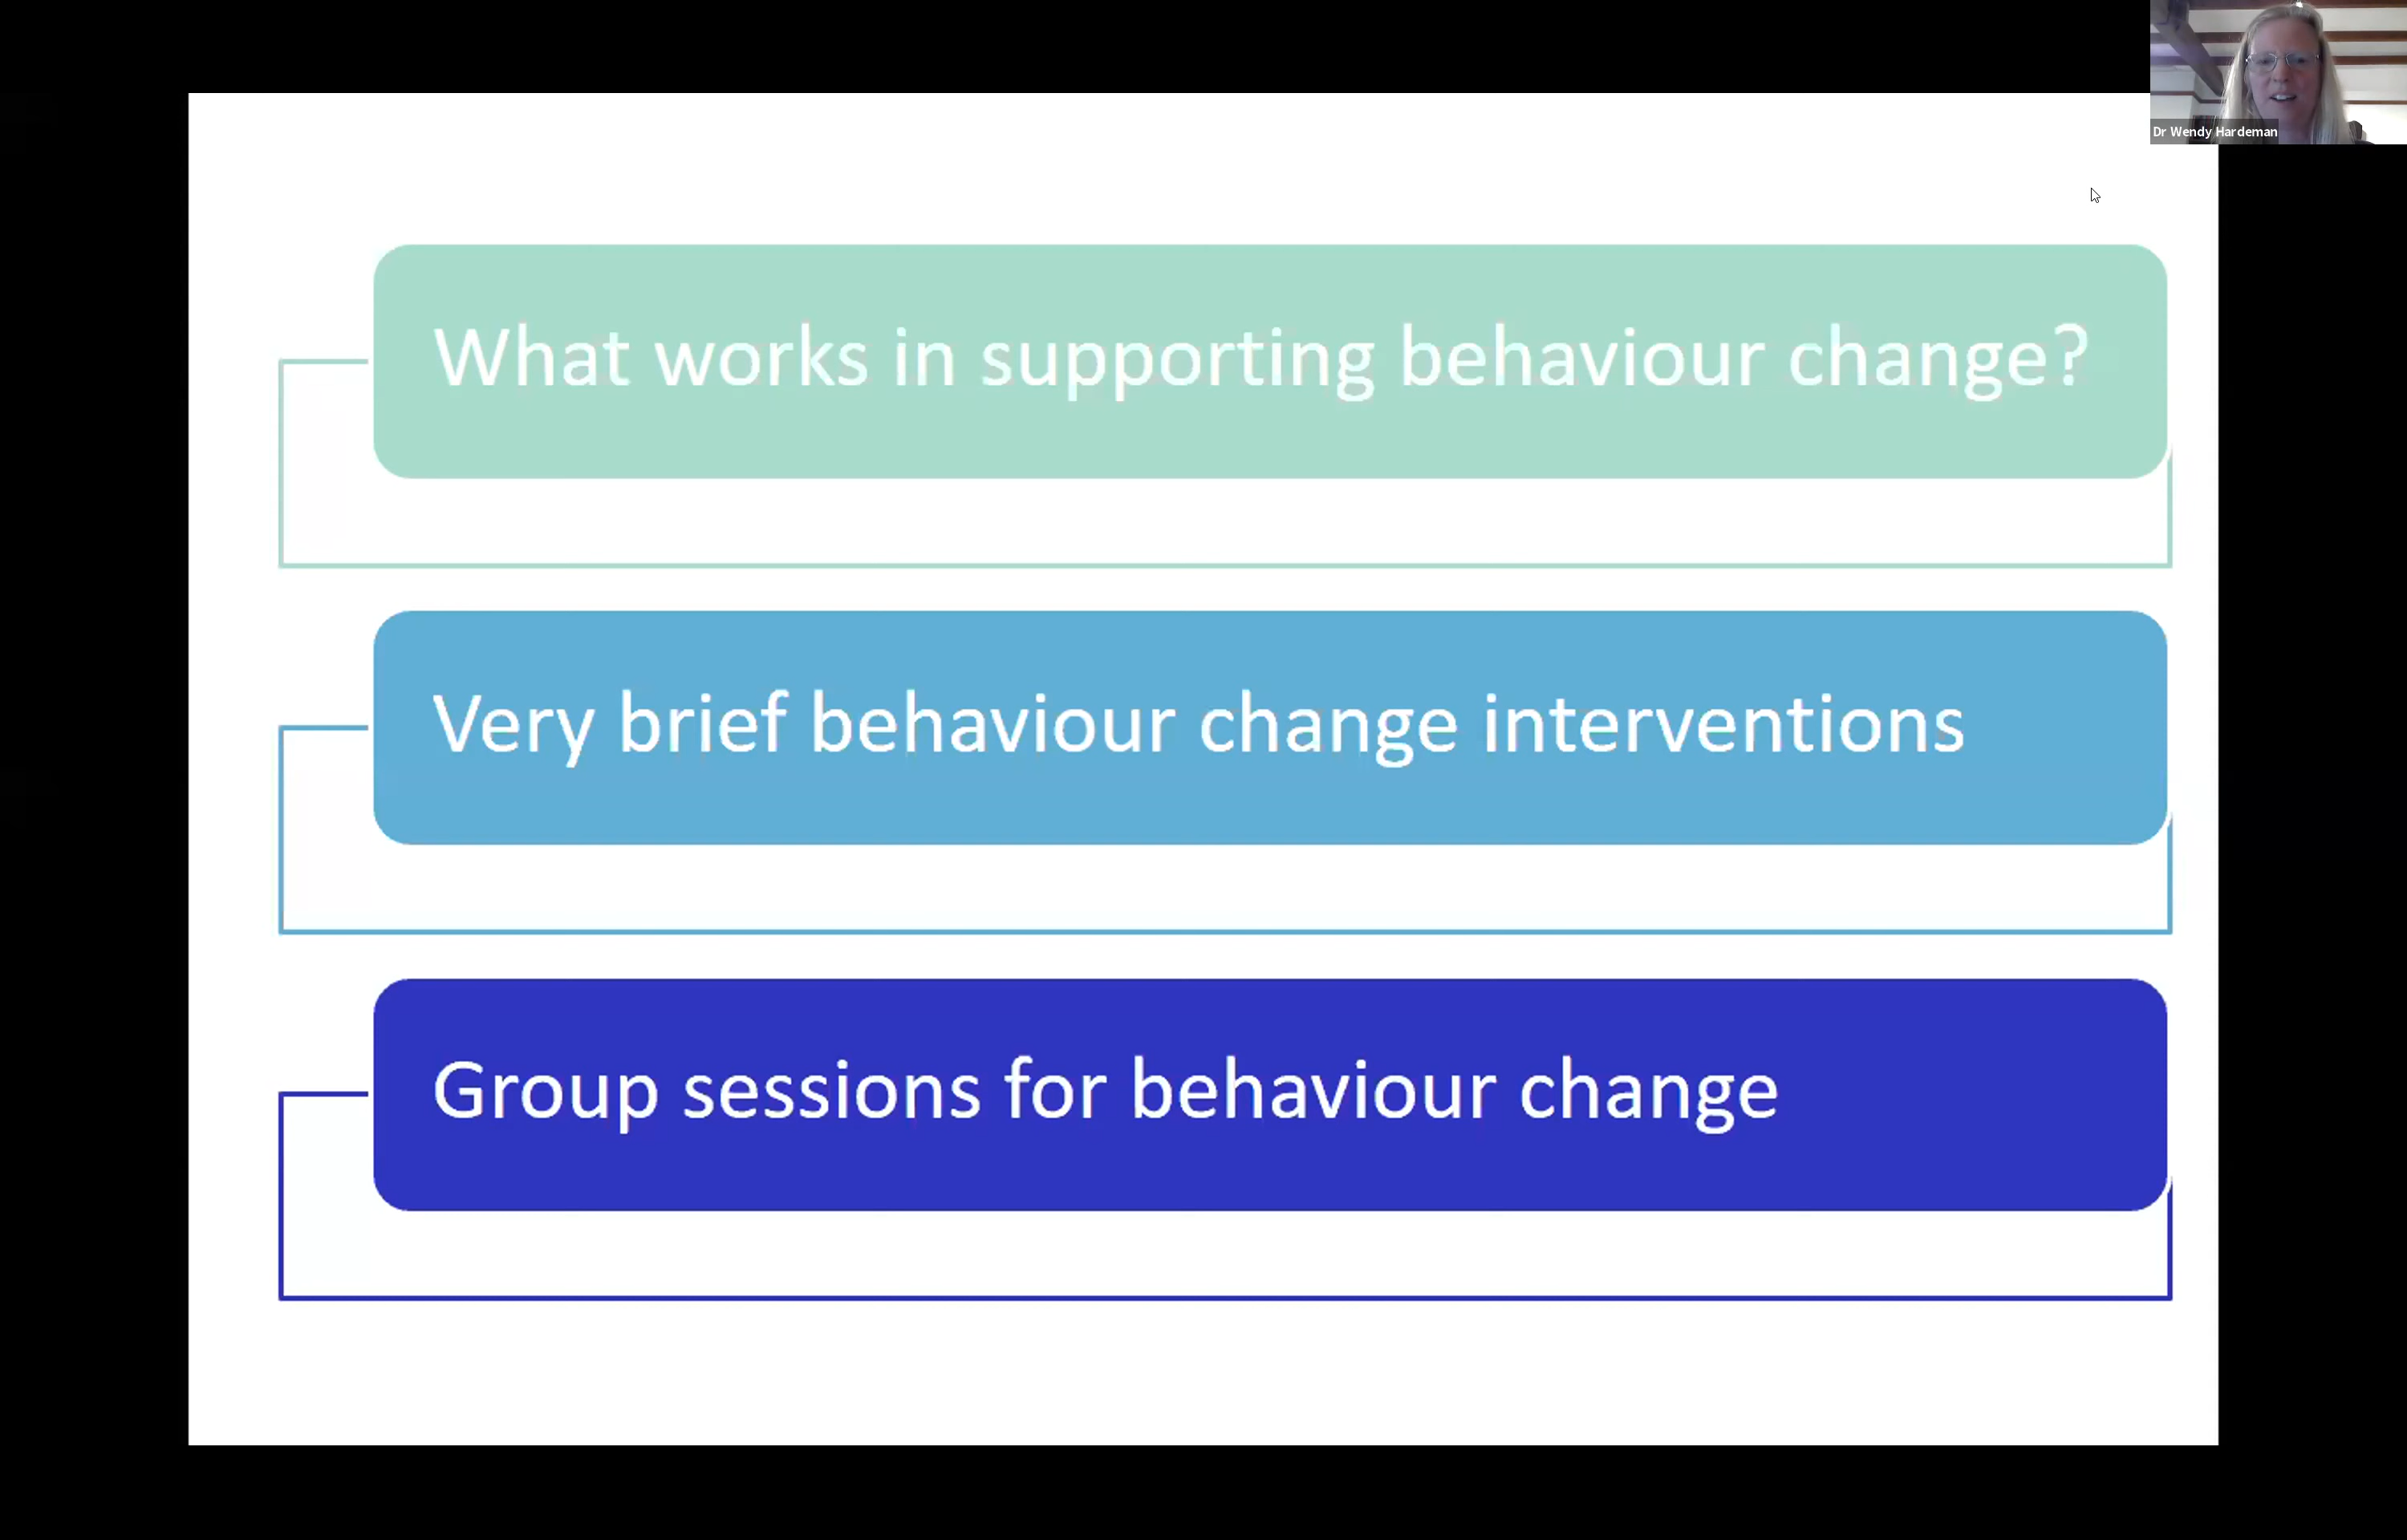 Dr Wendy Hardeman
What works in supporting behaviour change?
Very brief behaviour change interventions
Group sessions for behaviour change